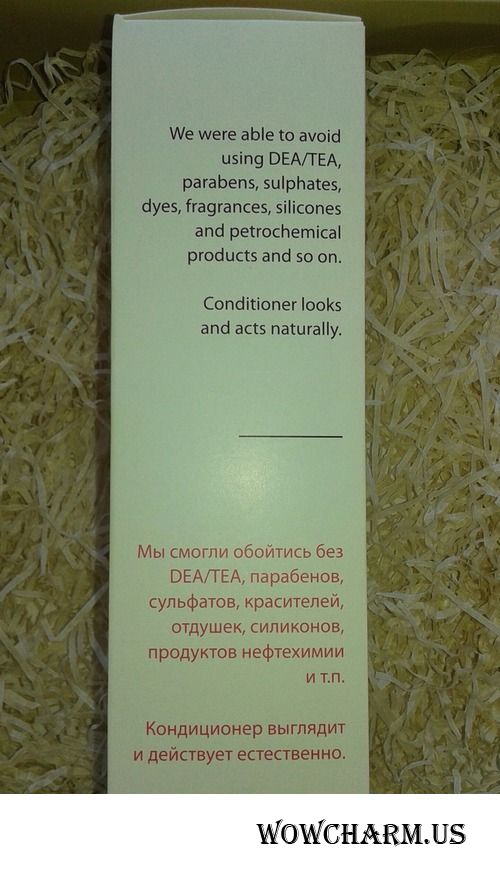 We were able to avoid
using DEA/TEA,
parabens, sulphates,
dyes, fragrances, silicones
and petrochemical
products and so on.
Conditioner looks
and acts naturally.
Мы смогли обойтись без
DEA/TEA, парабенов,
сульфатов, красителей,
отдушек, силиконов,
продуктов нефтехимии
и т.п.
Кондиционер выглядит
и действует естественно.
WOWCHARM.US